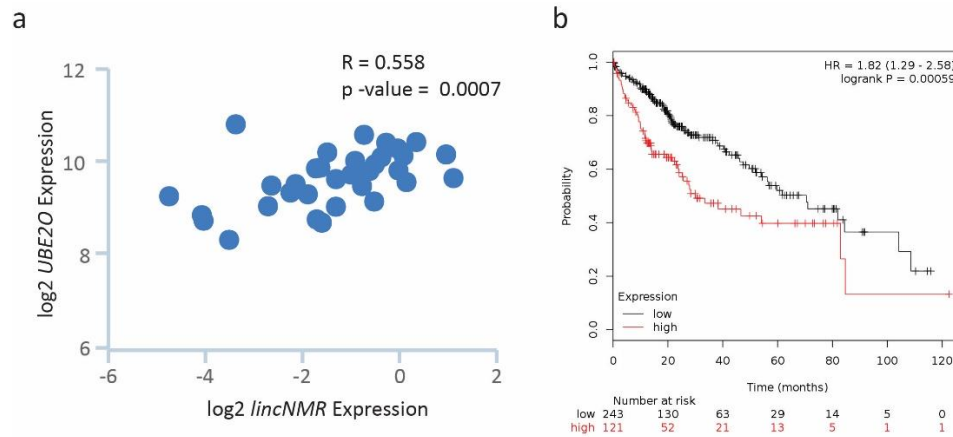 a
R = 0.558
p -value = 0.0007
12
10
8
6
log2 UBE2O Expression
-6 -4 -2 0 2
log2 lincNMR Expression
b
HR = 1.82 (1.29 - 2.58)
logrank P = 0.00059
1.0
0.8
0.6
0.4
0.2
0.0
Probability
Expression
low
high
0 20 40 60 80 100 120
Time (months)
Number at risk
low 243 130 63 29 14 5 0
high 121 52 21 13 5 1 1